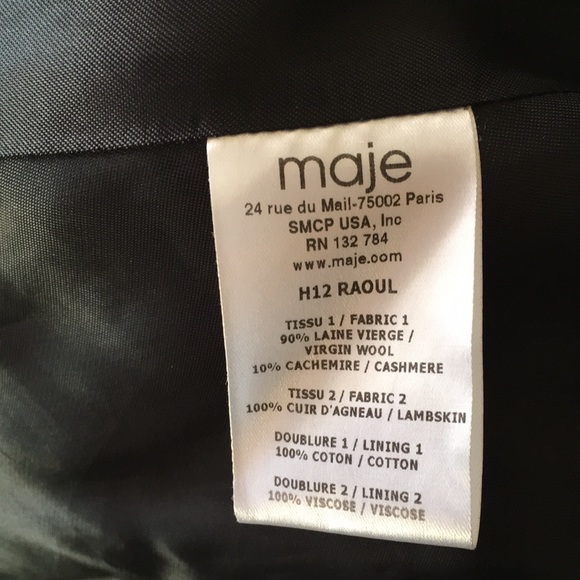 maje
24 rue du Mail-75002 Paris
SMCP USA, Inc
RN 132 784
www.maje.com
H12 RAOUL
TISSU 1 / FABRIC 1
90% LAINE VIERGE /
VIRGIN WOOL
10% CACHEMIRE / CASHMERE
TISSU 2 / FABRIC 2
100% CUIR D'AGNEAU / LAMBSKIN
DOUBLURE 1 / LINING 1
100% COTON / COTTON
DOUBLURE 2 / LINING 2
100% VISCOSE / VISCOSE